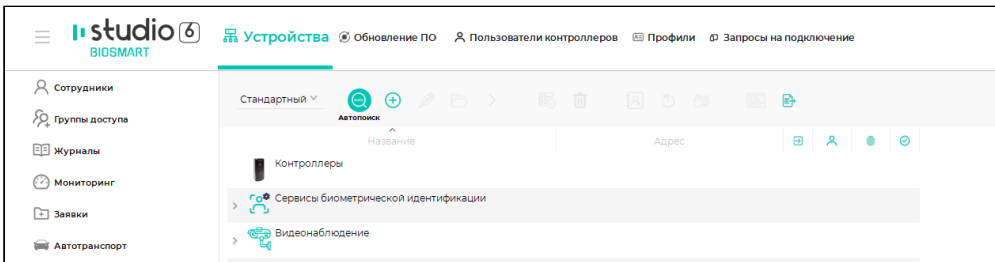 studio 6
BIOSMART
Устройства Обновление ПО Пользователи контроллеров Профили Запросы на подключение
Сотрудники
Группы доступа
Журналы
Мониторинг
Заявки
Автотранспорт
Стандартный
Автопоиск
Название Адрес
Контроллеры
Сервисы биометрической идентификации
Видеонаблюдение